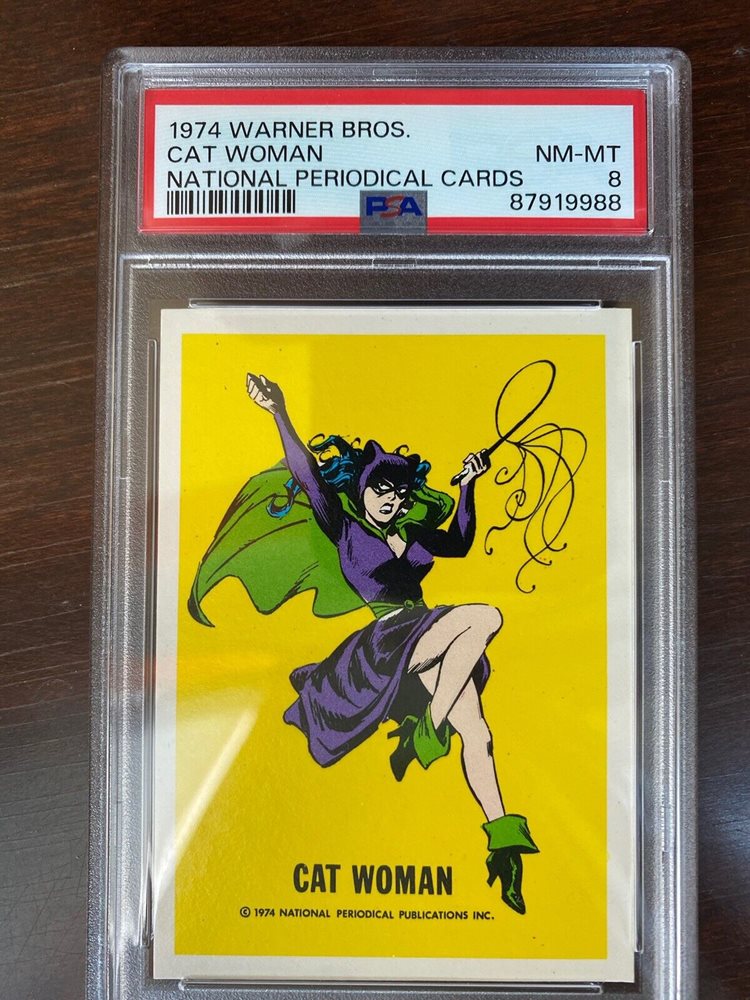 1974 WARNER BROS.
CAT WOMAN NM-MT
NATIONAL PERIODICAL CARDS 8
PSA 87919988
CAT WOMAN
© 1974 NATIONAL PERIODICAL PUBLICATIONS INC.